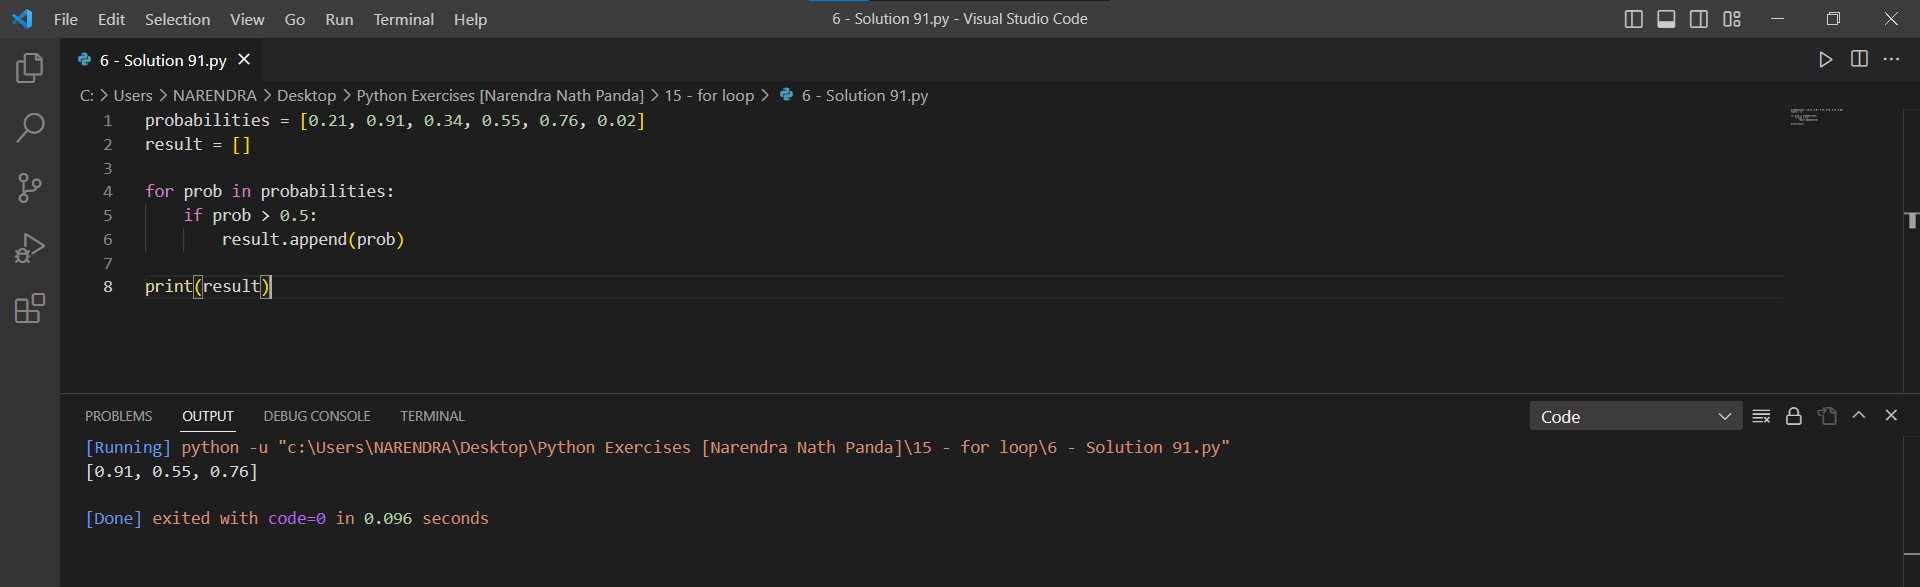 File Edit Selection View Go Run Terminal Help 6 - Solution 91.py - Visual Studio Code
6 - Solution 91.py
C: > Users > NARENDRA > Desktop > Python Exercises [Narendra Nath Panda] > 15 - for loop > 6 - Solution 91.py
1 probabilities = [0.21, 0.91, 0.34, 0.55, 0.76, 0.02]
2 result = []
3
4 for prob in probabilities:
5     if prob > 0.5:
6         result.append(prob)
7
8 print(result)
PROBLEMS OUTPUT DEBUG CONSOLE TERMINAL Code
[Running] python -u "c:\Users\NARENDRA\Desktop\Python Exercises [Narendra Nath Panda]\15 - for loop\6 - Solution 91.py"
[0.91, 0.55, 0.76]
[Done] exited with code=0 in 0.096 seconds